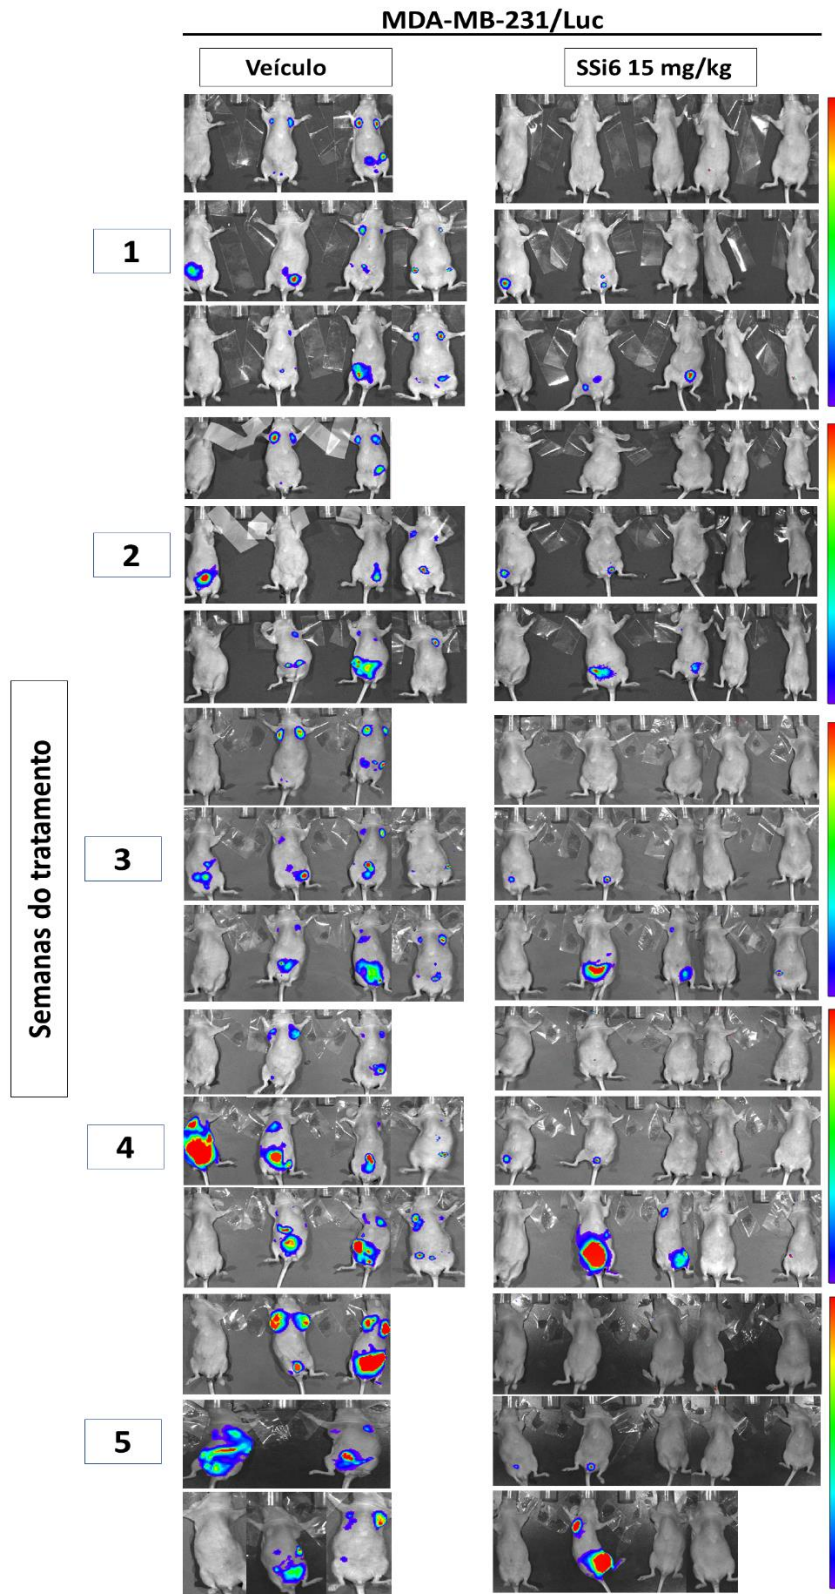 MDA-MB-231/Luc
Veículo
SSi6 15 mg/kg
1
2
Semanas do tratamento
3
4
5